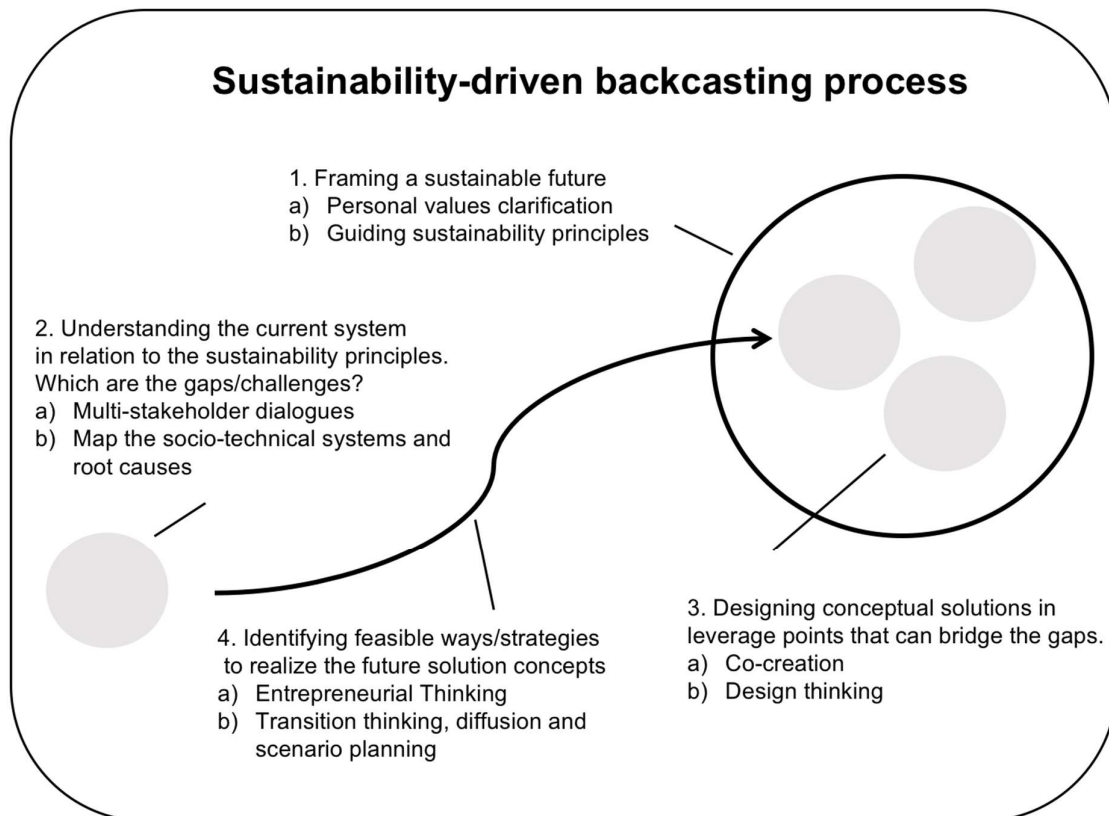 Sustainability-driven backcasting process
1. Framing a sustainable future
a) Personal values clarification
b) Guiding sustainability principles
2. Understanding the current system
in relation to the sustainability principles.
Which are the gaps/challenges?
a) Multi-stakeholder dialogues
b) Map the socio-technical systems and
root causes
3. Designing conceptual solutions in
leverage points that can bridge the gaps.
a) Co-creation
b) Design thinking
4. Identifying feasible ways/strategies
to realize the future solution concepts
a) Entrepreneurial Thinking
b) Transition thinking, diffusion and
scenario planning